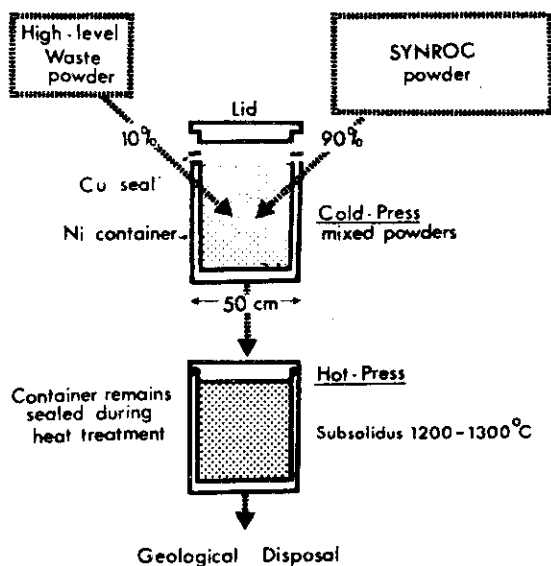 High-level
Waste
powder
SYNROC
powder
Lid
10%
90%
Cu seal
Ni container
Cold-Press
mixed powders
50 cm
Container remains
sealed during
heat treatment
Hot-Press
Subsolidus 1200-1300°C
Geological Disposal